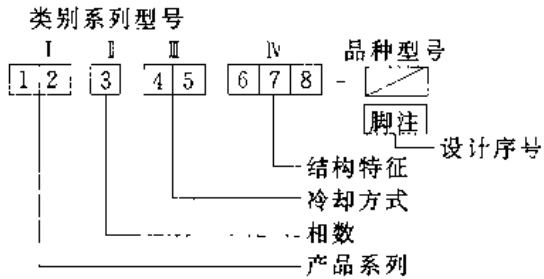 类别系列型号
Ⅰ Ⅱ Ⅲ Ⅳ 品种型号
1 2 3 4 5 6 7 8 -
脚注
设计序号
结构特征
冷却方式
相数
产品系列